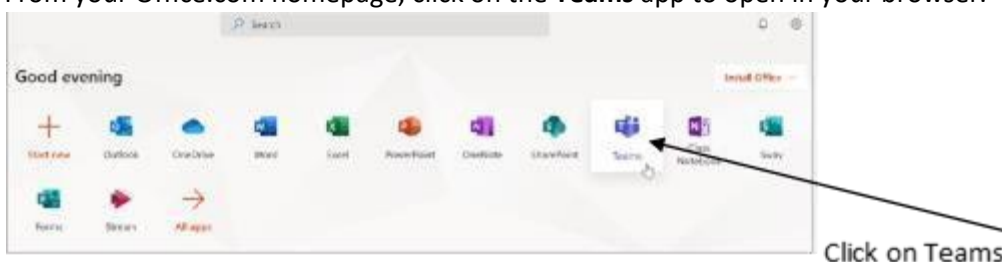 From your Office.com homepage, click on the Teams app to open in your browser.
Search
Good evening
Install Office
Start new Outlook OneDrive Word Excel PowerPoint OneNote SharePoint Teams Class Notebook Sway
Forms Stream All apps
Click on Teams